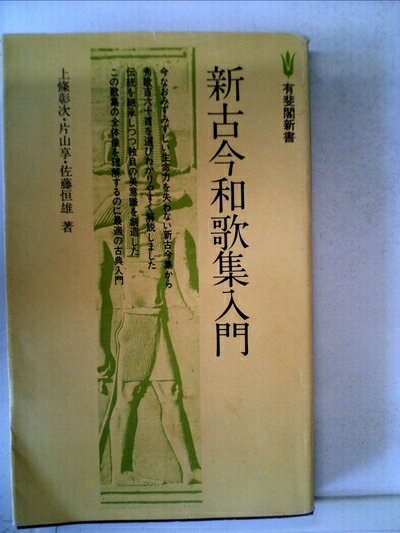 有斐閣新書
新古今和歌集入門
今なおみずみずしい生命力を失わない新古今集から
秀歌百六十首を選びわかりやすく解説しました
伝統を継承しつつ独自の美意識を創造した
この歌集の全体像を理解するのに最適の古典入門
上條彰次・片山享・佐藤恒雄 著